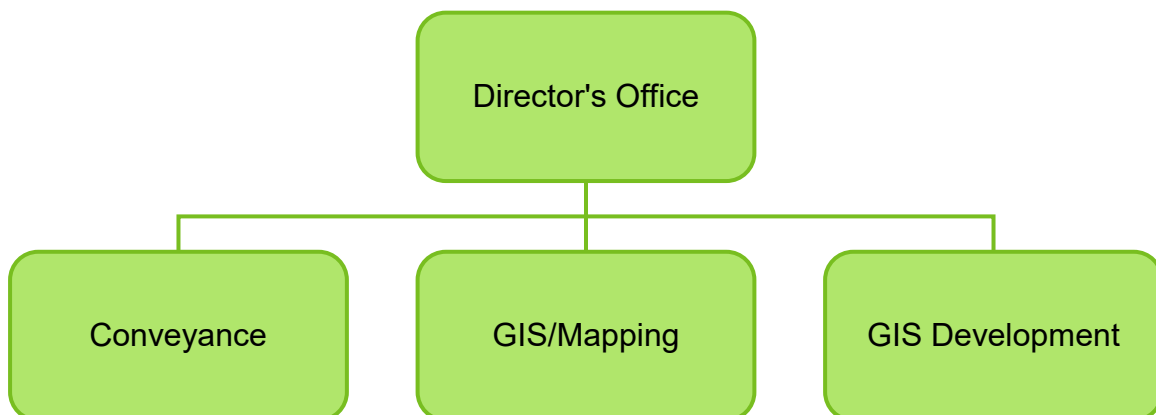 Director's Office
Conveyance
GIS/Mapping
GIS Development